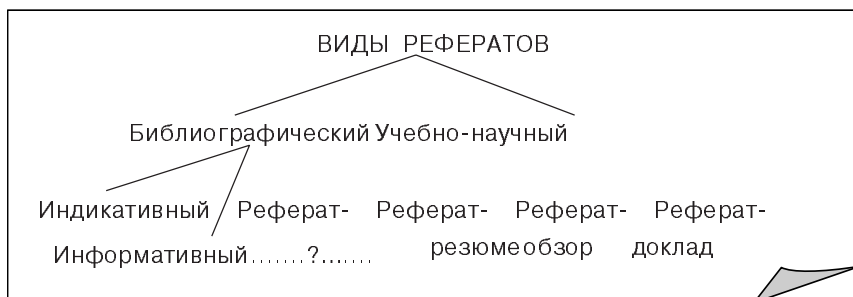 ВИДЫ РЕФЕРАТОВ
Библиографический Учебно-научный
Индикативный Реферат- Реферат- Реферат- Реферат-
Информативный.......?....... резюме обзор доклад